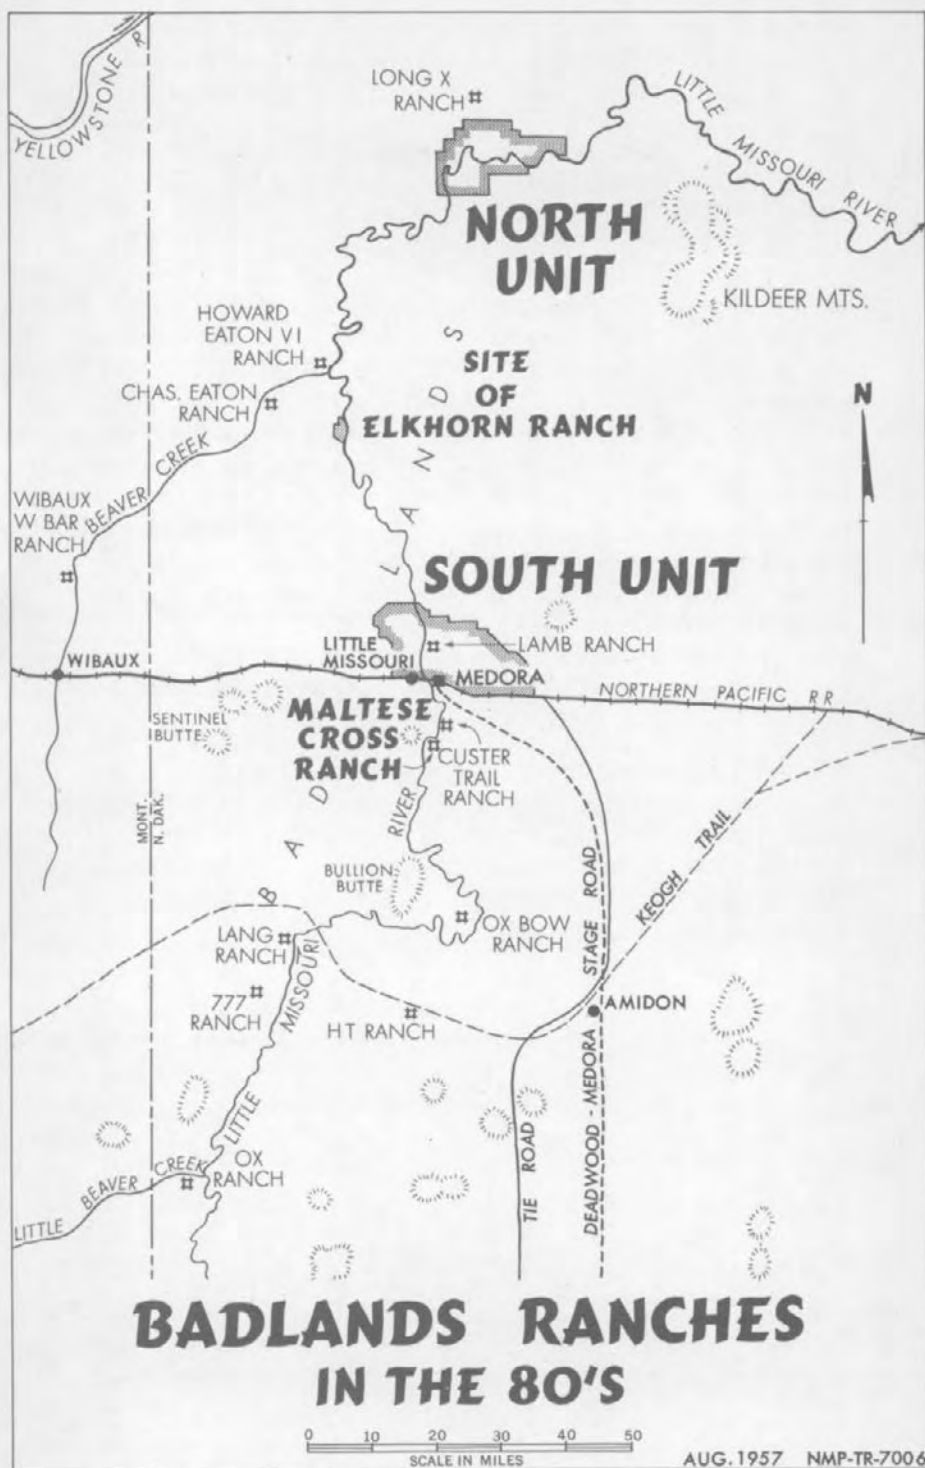 YELLOWSTONE R
LONG X
RANCH
LITTLE MISSOURI RIVER
NORTH
UNIT
KILDEER MTS.
HOWARD
EATON V I
RANCH
SITE
OF
ELKHORN RANCH
CHAS. EATON
RANCH
N
BEAVER CREEK
WIBAUX
W BAR
RANCH
BADLANDS
SOUTH UNIT
LITTLE
MISSOURI
LAMB RANCH
WIBAUX
MEDORA
NORTHERN PACIFIC R R
SENTINEL
BUTTE
MALTESE
CROSS
RANCH
CUSTER
TRAIL
RANCH
MONT.
N. DAK.
RIVER
BULLION
BUTTE
KEOGH TRAIL
OX BOW
RANCH
LANG
RANCH
777
RANCH
LITTLE MISSOURI
H T RANCH
AMIDON
TIE ROAD
DEADWOOD - MEDORA STAGE ROAD
OX
RANCH
LITTLE BEAVER CREEK
BADLANDS RANCHES
IN THE 80'S
0 10 20 30 40 50
SCALE IN MILES
AUG. 1957 NMP-TR-7006